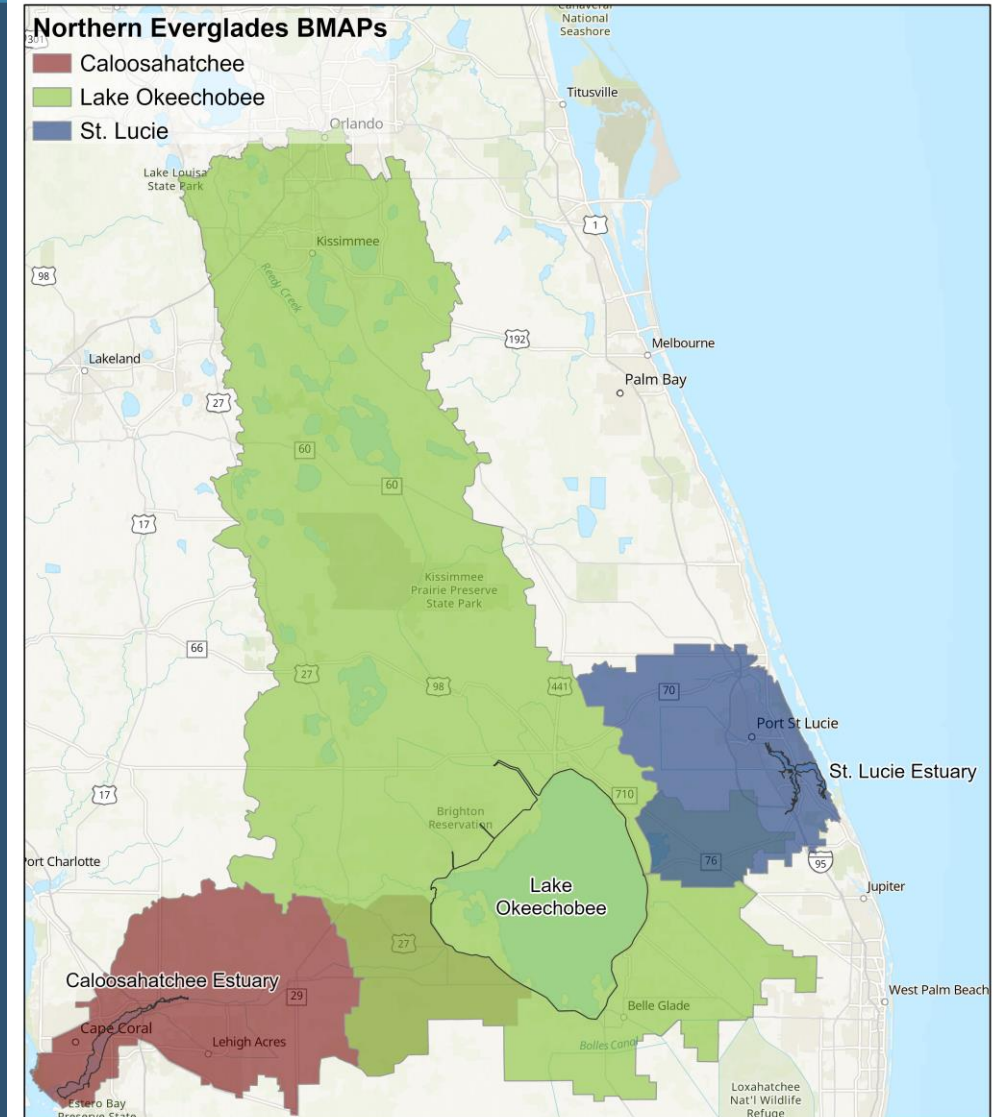 Canaveral
National
Seashore
Northern Everglades BMAPs
301
Caloosahatchee
Lake Okeechobee
St. Lucie
Titusville
Orlando
Lake Louisa
State Park
1
Kissimmee
98
Reedy Creek
192
Melbourne
Lakeland
Palm Bay
27
60
60
17
Kissimmee
Prairie Preserve
State Park
66
27
98
441
70
Port St Lucie
St. Lucie Estuary
17
710
Brighton
Reservation
76
95
Port Charlotte
Jupiter
Lake
Okeechobee
27
Caloosahatchee Estuary
29
West Palm Beach
Belle Glade
Cape Coral
Lehigh Acres
Bolles Canal
Estero Bay
Preserve State
Loxahatchee
Nat'l Wildlife
Refuge